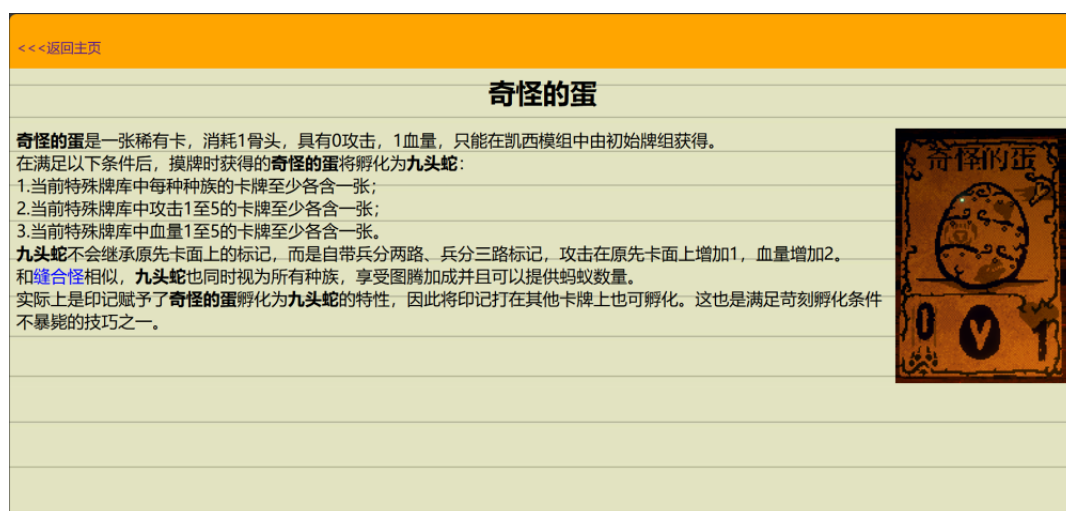 <<<返回主页
奇怪的蛋
奇怪的蛋是一张稀有卡，消耗1骨头，具有0攻击，1血量，只能在凯西模组中由初始牌组获得。
在满足以下条件后，摸牌时获得的奇怪的蛋将孵化为九头蛇：
1.当前特殊牌库中每种种族的卡牌至少各含一张；
2.当前特殊牌库中攻击1至5的卡牌至少各含一张；
3.当前特殊牌库中血量1至5的卡牌至少各含一张。
九头蛇不会继承原先卡面上的标记，而是自带兵分两路、兵分三路标记，攻击在原先卡面上增加1，血量增加2。
和缝合怪相似，九头蛇也同时视为所有种族，享受图腾加成并且可以提供蚂蚁数量。
实际上是印记赋予了奇怪的蛋孵化为九头蛇的特性，因此将印记打在其他卡牌上也可孵化。这也是满足苛刻孵化条件
不暴毙的技巧之一。
奇怪的蛋
0 1